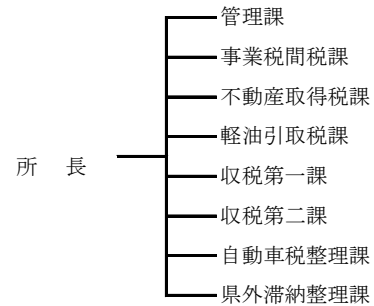 管理課
事業税間税課
不動産取得税課
軽油引取税課
所　長
収税第一課
収税第二課
自動車税整理課
県外滞納整理課